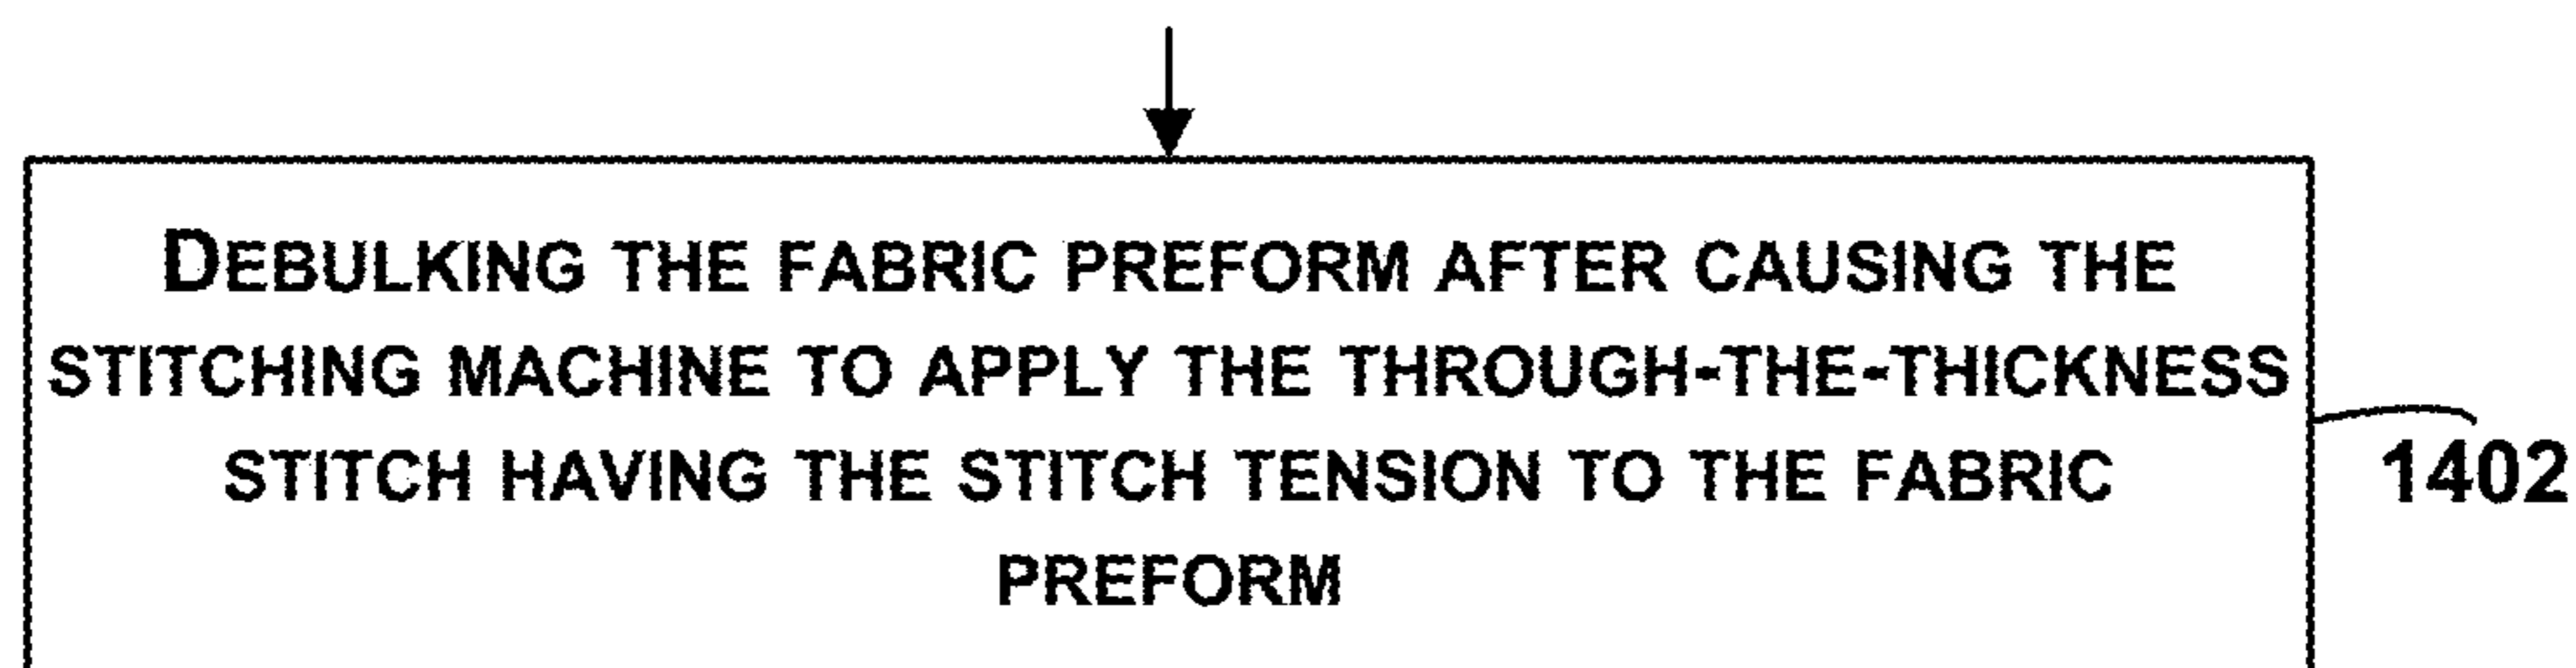 DEBULKING THE FABRIC PREFORM AFTER CAUSING THE
STITCHING MACHINE TO APPLY THE THROUGH-THE-THICKNESS
STITCH HAVING THE STITCH TENSION TO THE FABRIC
PREFORM
1402